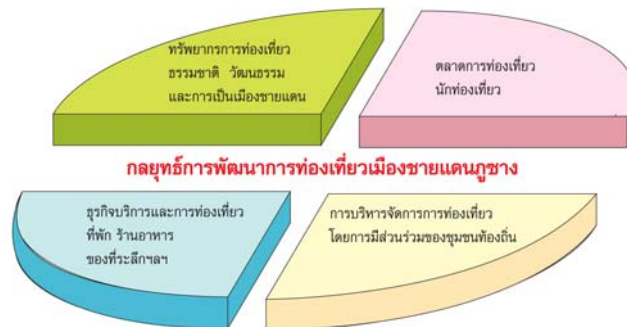 ทรัพยากรการท่องเที่ยว
ธรรมชาติ วัฒนธรรม
และการเป็นเมืองชายแดน
ตลาดการท่องเที่ยว
นักท่องเที่ยว
กลยุทธ์การพัฒนาการท่องเที่ยวเมืองชายแดนภูซาง
ธุรกิจบริการและการท่องเที่ยว
ที่พัก ร้านอาหาร
ของที่ระลึกฯลฯ
การบริหารจัดการการท่องเที่ยว
โดยการมีส่วนร่วมของชุมชนท้องถิ่น